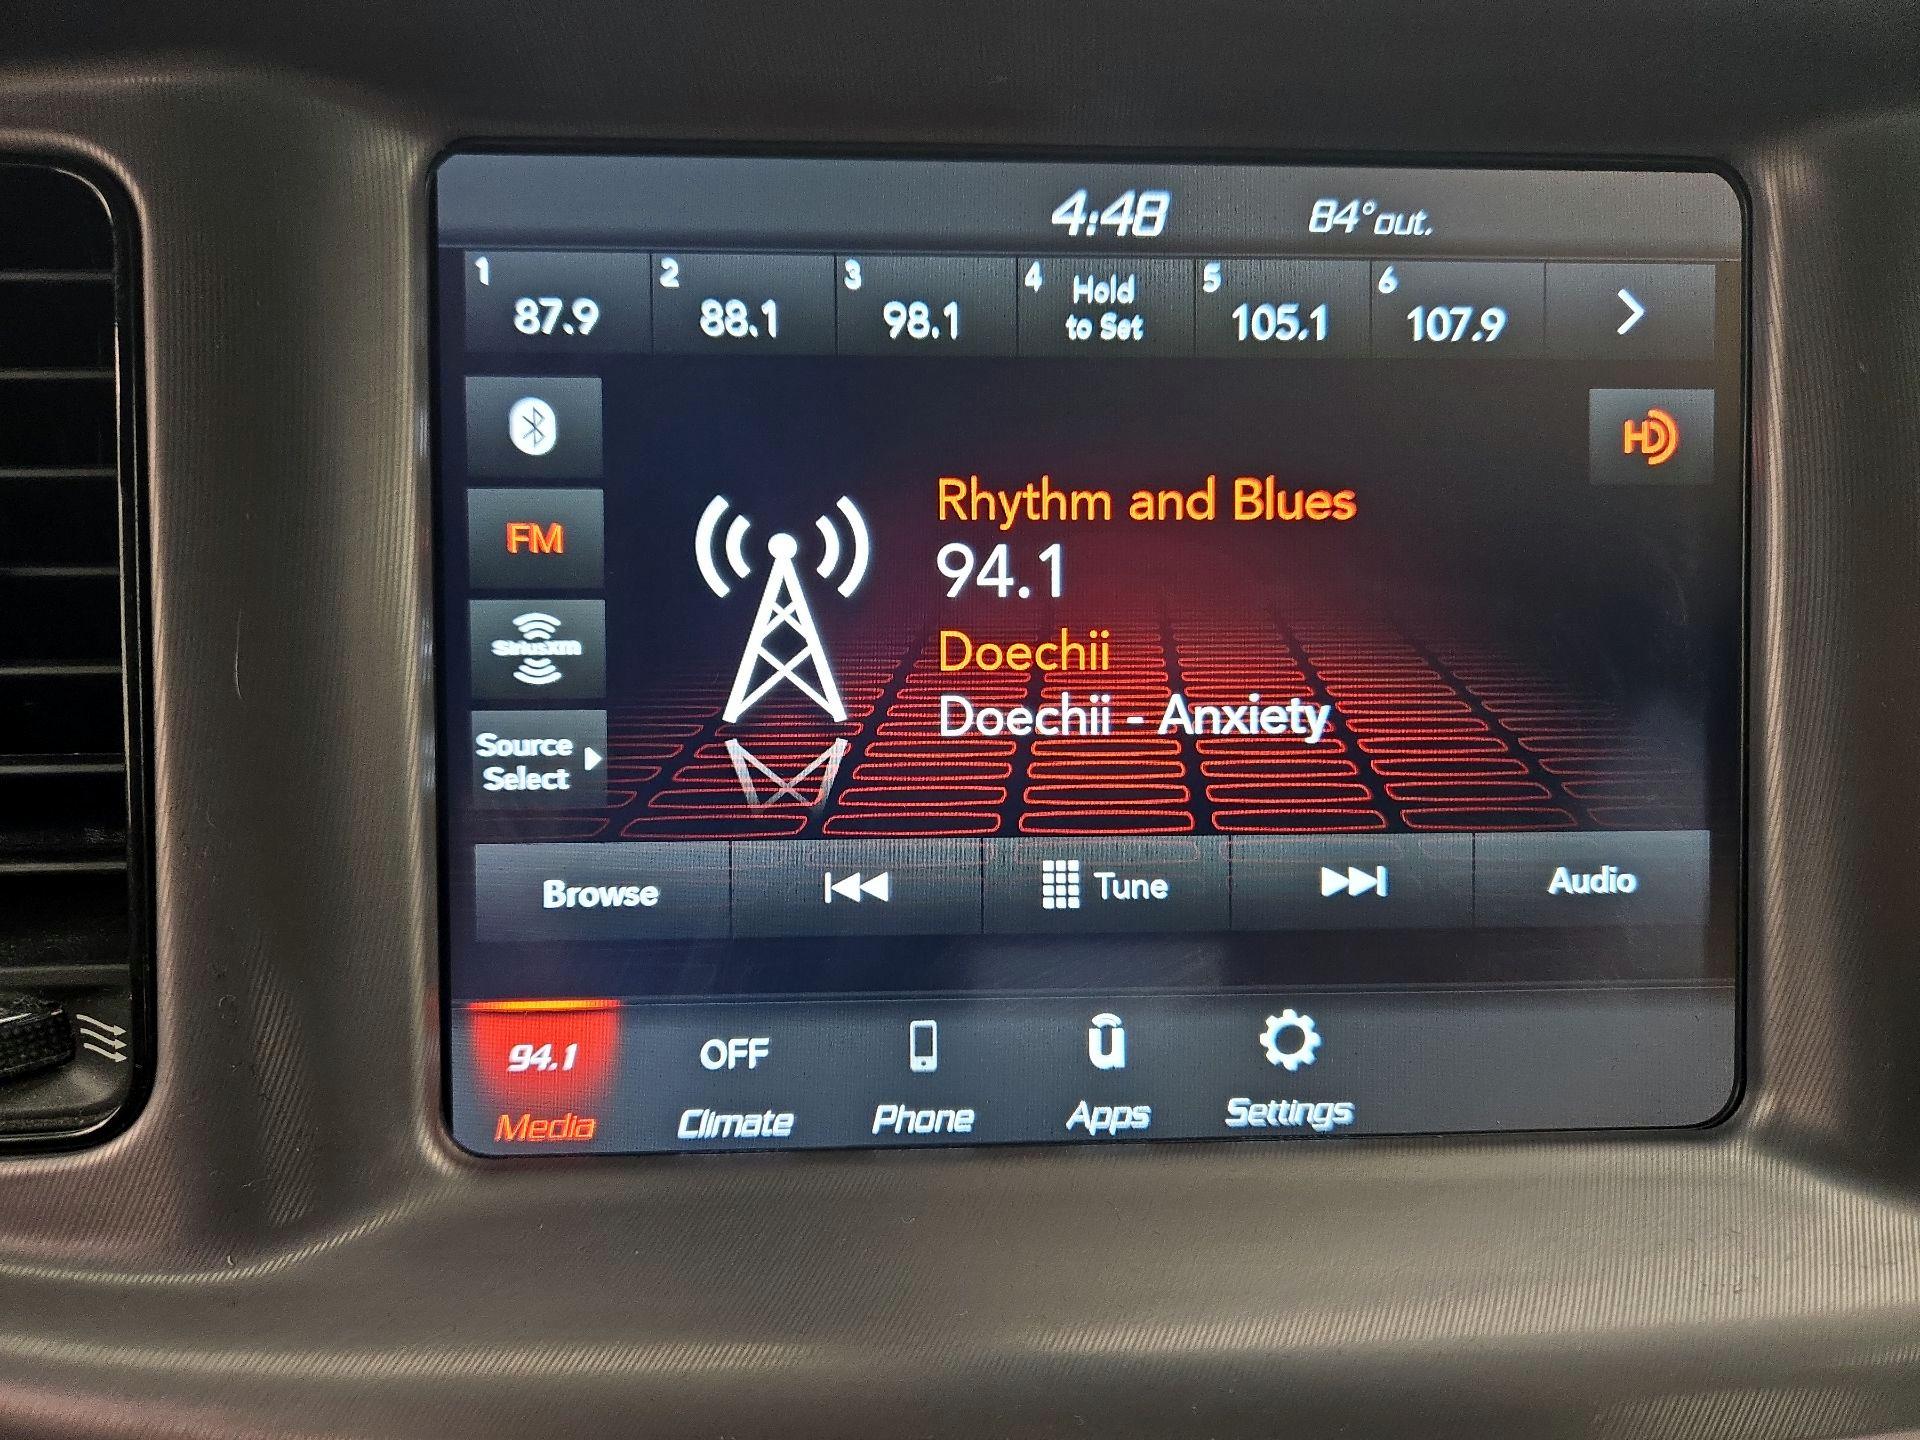 4:48 84°out.
1 2 3 4 Hold 5 6
87.9 88.1 98.1 to Set 105.1 107.9
HD
FM
SiriusXM
Source
Select
Rhythm and Blues
94.1
Doechii
Doechii - Anxiety
Browse Tune Audio
94.1 OFF u
Media Climate Phone Apps Settings